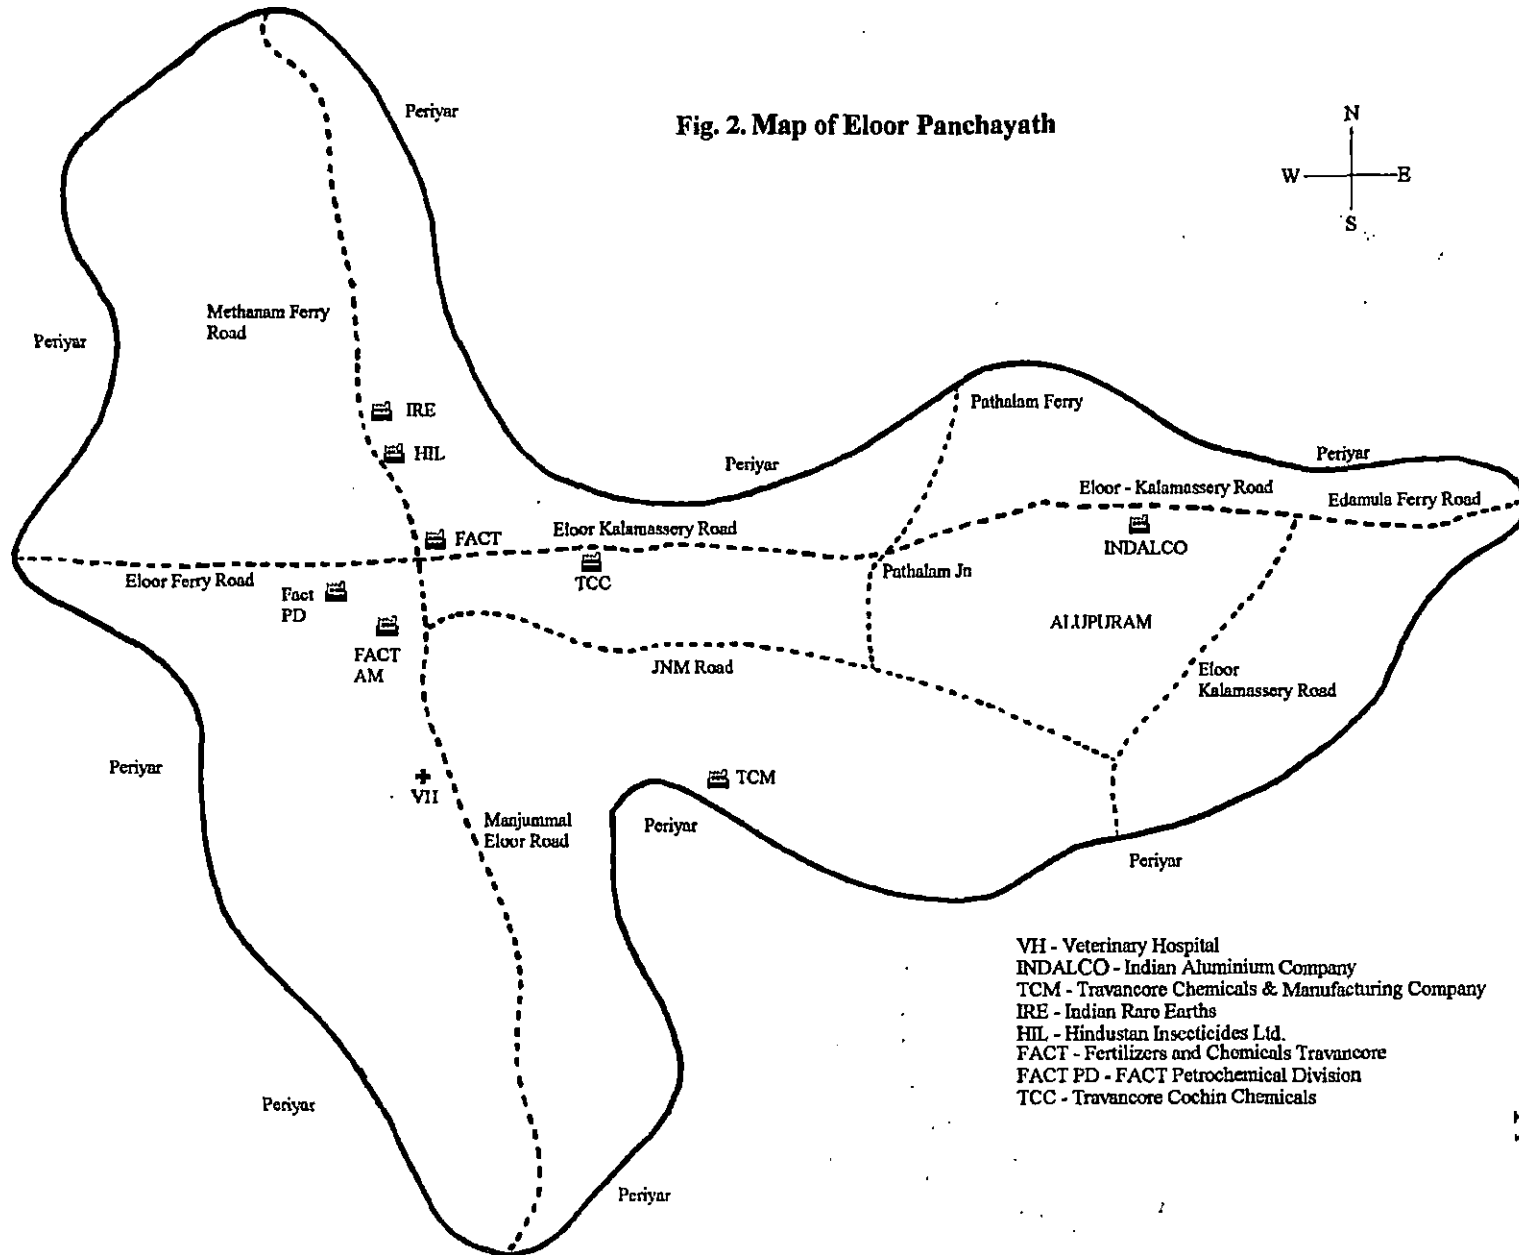 Fig. 2. Map of Eloor Panchayath
N
W
E
S
Periyar
Methanam Ferry
Road
Periyar
IRE
HIL
Pathalam Ferry
Periyar
Periyar
Eloor - Kalamassery Road
Edamula Ferry Road
INDALCO
FACT
Eloor Kalamassery Road
TCC
Pathalam Jn
Eloor Ferry Road
Fact
PD
FACT
AM
JNM Road
ALUPURAM
Eloor
Kalamassery Road
Periyar
VH
TCM
Manjummal
Eloor Road
Periyar
Periyar
Periyar
Periyar
VH - Veterinary Hospital
INDALCO - Indian Aluminium Company
TCM - Travancore Chemicals & Manufacturing Company
IRE - Indian Rare Earths
HIL - Hindustan Insecticides Ltd.
FACT - Fertilizers and Chemicals Travancore
FACT PD - FACT Petrochemical Division
TCC - Travancore Cochin Chemicals